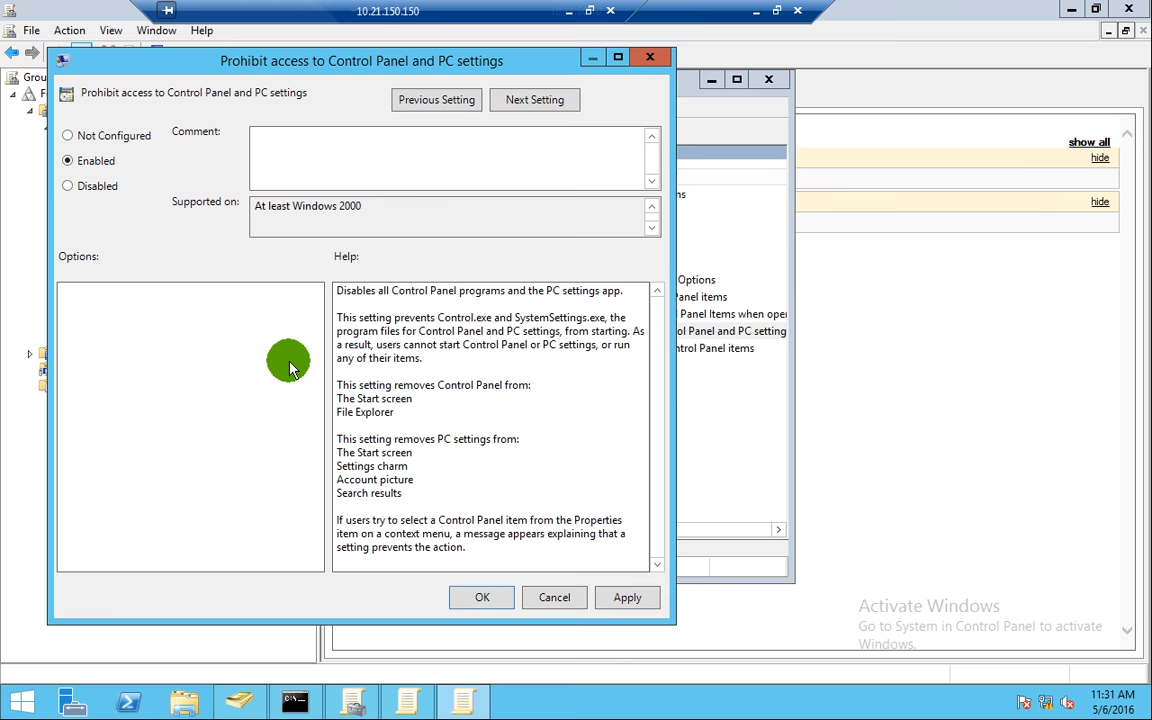 10.21.150.150
File Action View Window Help
Prohibit access to Control Panel and PC settings
Grou
Prohibit access to Control Panel and PC settings
Previous Setting
Next Setting
Not Configured
Comment:
Enabled
Disabled
Supported on:
At least Windows 2000
Options:
Help:
Disables all Control Panel programs and the PC settings app.
This setting prevents Control.exe and SystemSettings.exe, the
program files for Control Panel and PC settings, from starting. As
a result, users cannot start Control Panel or PC settings, or run
any of their items.
This setting removes Control Panel from:
The Start screen
File Explorer
This setting removes PC settings from:
The Start screen
Settings charm
Account picture
Search results
If users try to select a Control Panel item from the Properties
item on a context menu, a message appears explaining that a
setting prevents the action.
OK
Cancel
Apply
ns
Options
Panel items
Panel Items when oper
ol Panel and PC setting
ntrol Panel items
show all
hide
hide
Activate Windows
Go to System in Control Panel to activate
Windows.
11:31 AM
5/6/2016